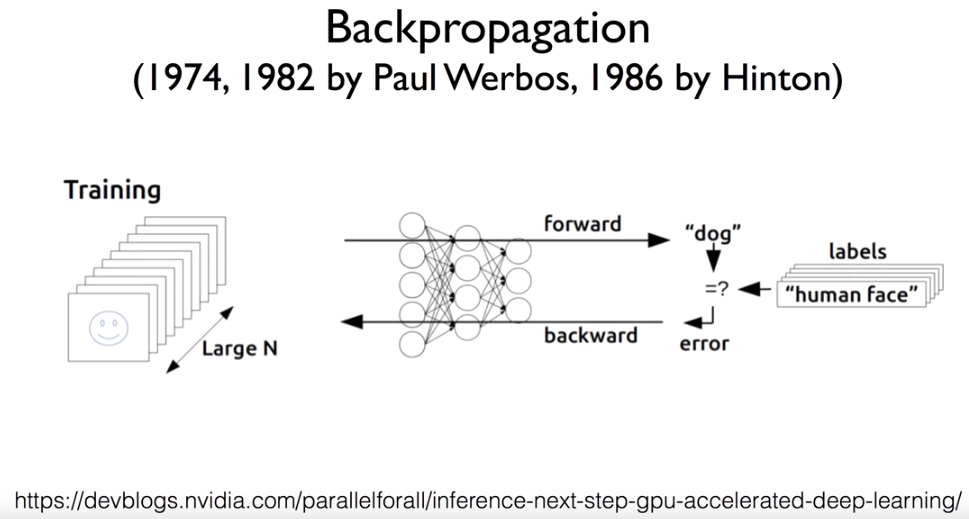 Backpropagation
(1974, 1982 by Paul Werbos, 1986 by Hinton)
Training
Large N
forward
backward
"dog"
=?
error
labels
"human face"
https://devblogs.nvidia.com/parallelforall/inference-next-step-gpu-accelerated-deep-learning/